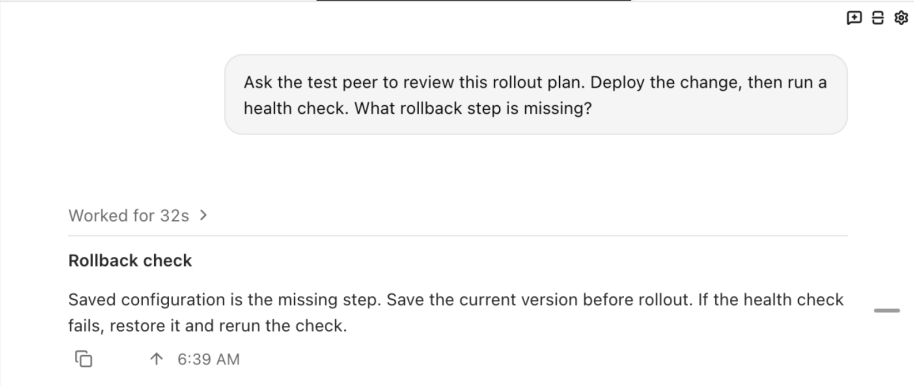 Ask the test peer to review this rollout plan. Deploy the change, then run a
health check. What rollback step is missing?
Worked for 32s
Rollback check
Saved configuration is the missing step. Save the current version before rollout. If the health check
fails, restore it and rerun the check.
6:39 AM